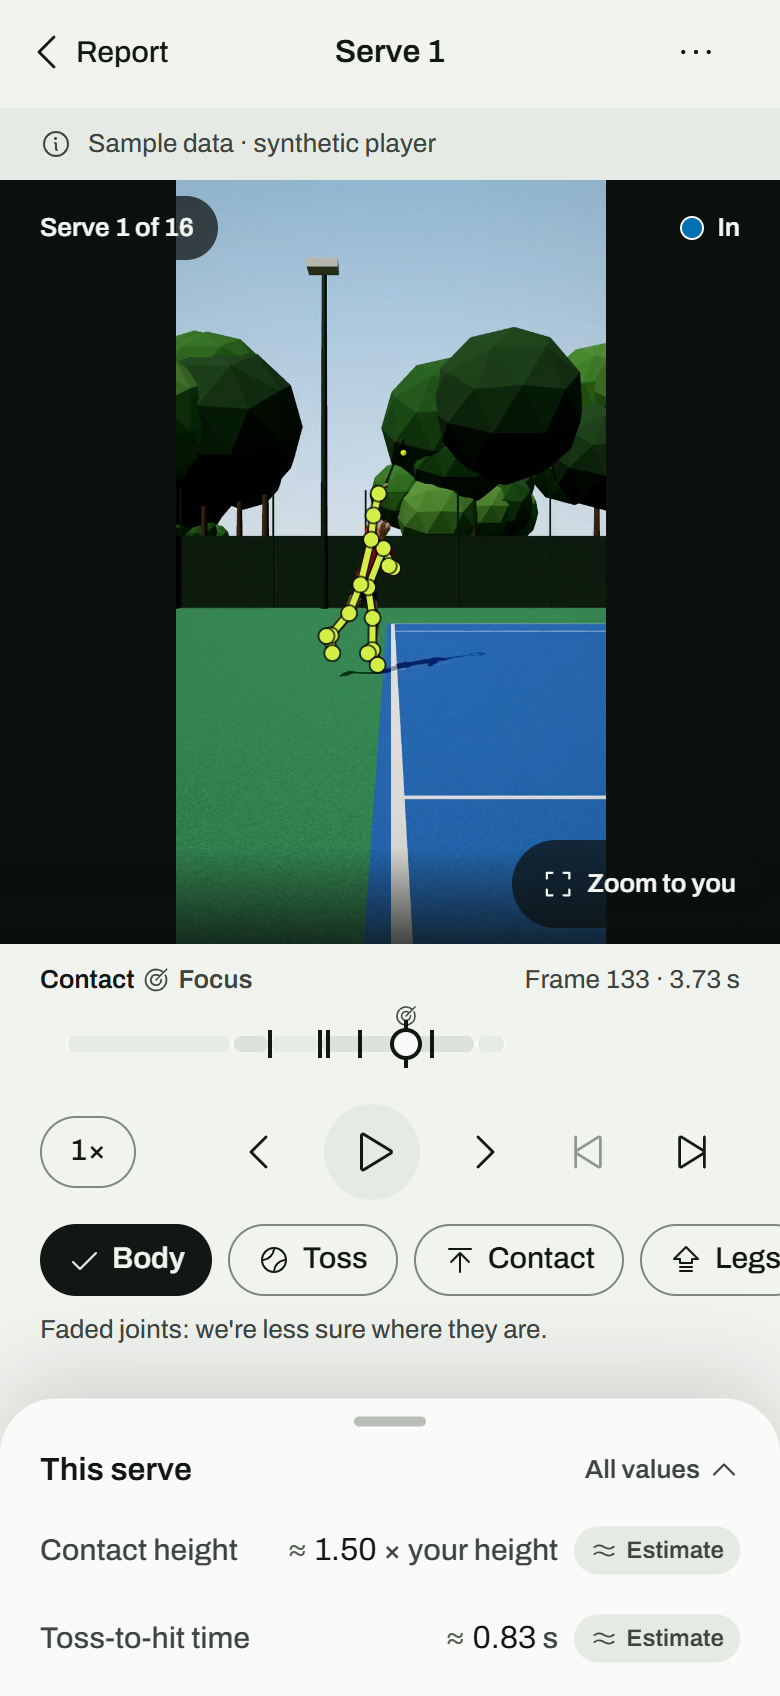 Report
Serve 1
Sample data · synthetic player
Serve 1 of 16
In
Zoom to you
Contact Focus
Frame 133 · 3.73 s
1×
Body
Toss
Contact
Legs
Faded joints: we're less sure where they are.
This serve
All values
Contact height ≈ 1.50 × your height Estimate
Toss-to-hit time ≈ 0.83 s Estimate